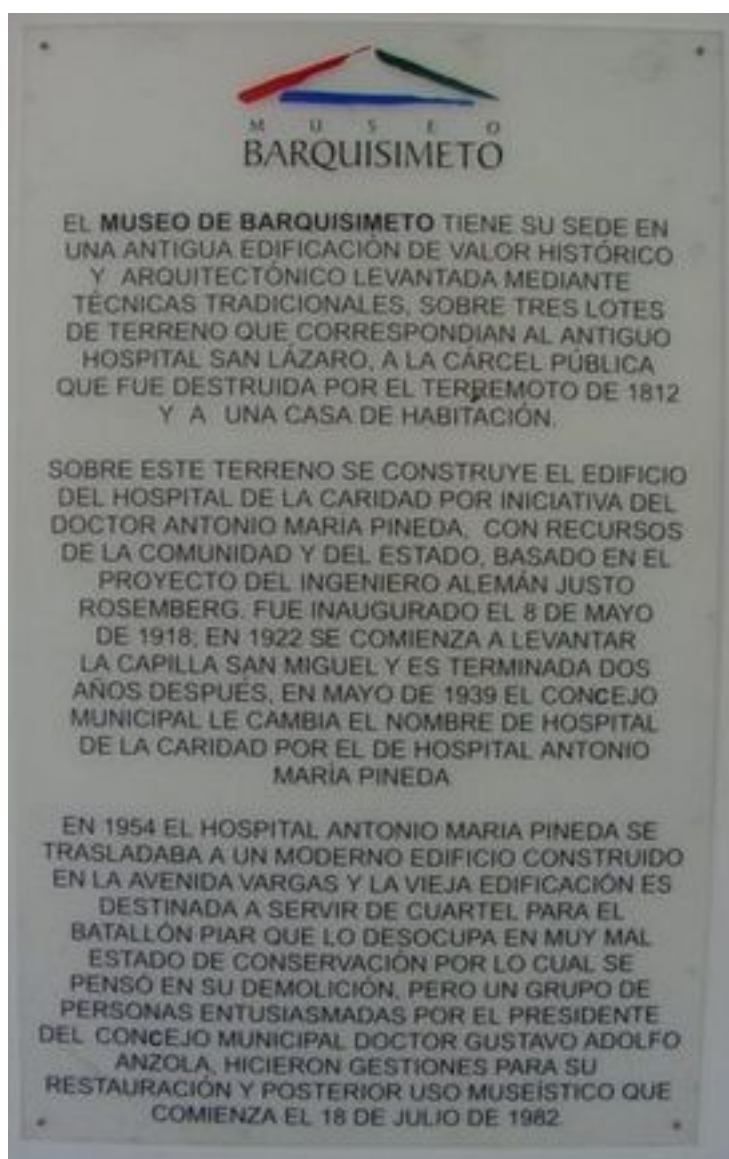 MUSEO
BARQUISIMETO
EL MUSEO DE BARQUISIMETO TIENE SU SEDE EN
UNA ANTIGUA EDIFICACIÓN DE VALOR HISTÓRICO
Y ARQUITECTÓNICO LEVANTADA MEDIANTE
TÉCNICAS TRADICIONALES, SOBRE TRES LOTES
DE TERRENO QUE CORRESPONDIAN AL ANTIGUO
HOSPITAL SAN LÁZARO, A LA CÁRCEL PÚBLICA
QUE FUE DESTRUIDA POR EL TERREMOTO DE 1812
Y A UNA CASA DE HABITACIÓN.
SOBRE ESTE TERRENO SE CONSTRUYE EL EDIFICIO
DEL HOSPITAL DE LA CARIDAD POR INICIATIVA DEL
DOCTOR ANTONIO MARIA PINEDA, CON RECURSOS
DE LA COMUNIDAD Y DEL ESTADO, BASADO EN EL
PROYECTO DEL INGENIERO ALEMÁN JUSTO
ROSEMBERG. FUE INAUGURADO EL 8 DE MAYO
DE 1918; EN 1922 SE COMIENZA A LEVANTAR
LA CAPILLA SAN MIGUEL Y ES TERMINADA DOS
AÑOS DESPUÉS, EN MAYO DE 1939 EL CONCEJO
MUNICIPAL LE CAMBIA EL NOMBRE DE HOSPITAL
DE LA CARIDAD POR EL DE HOSPITAL ANTONIO
MARÍA PINEDA
EN 1954 EL HOSPITAL ANTONIO MARIA PINEDA SE
TRASLADABA A UN MODERNO EDIFICIO CONSTRUIDO
EN LA AVENIDA VARGAS Y LA VIEJA EDIFICACIÓN ES
DESTINADA A SERVIR DE CUARTEL PARA EL
BATALLÓN PIAR QUE LO DESOCUPA EN MUY MAL
ESTADO DE CONSERVACIÓN POR LO CUAL SE
PENSÓ EN SU DEMOLICIÓN, PERO UN GRUPO DE
PERSONAS ENTUSIASMADAS POR EL PRESIDENTE
DEL CONCEJO MUNICIPAL DOCTOR GUSTAVO ADOLFO
ANZOLA, HICIERON GESTIONES PARA SU
RESTAURACIÓN Y POSTERIOR USO MUSEÍSTICO QUE
COMIENZA EL 18 DE JULIO DE 1982